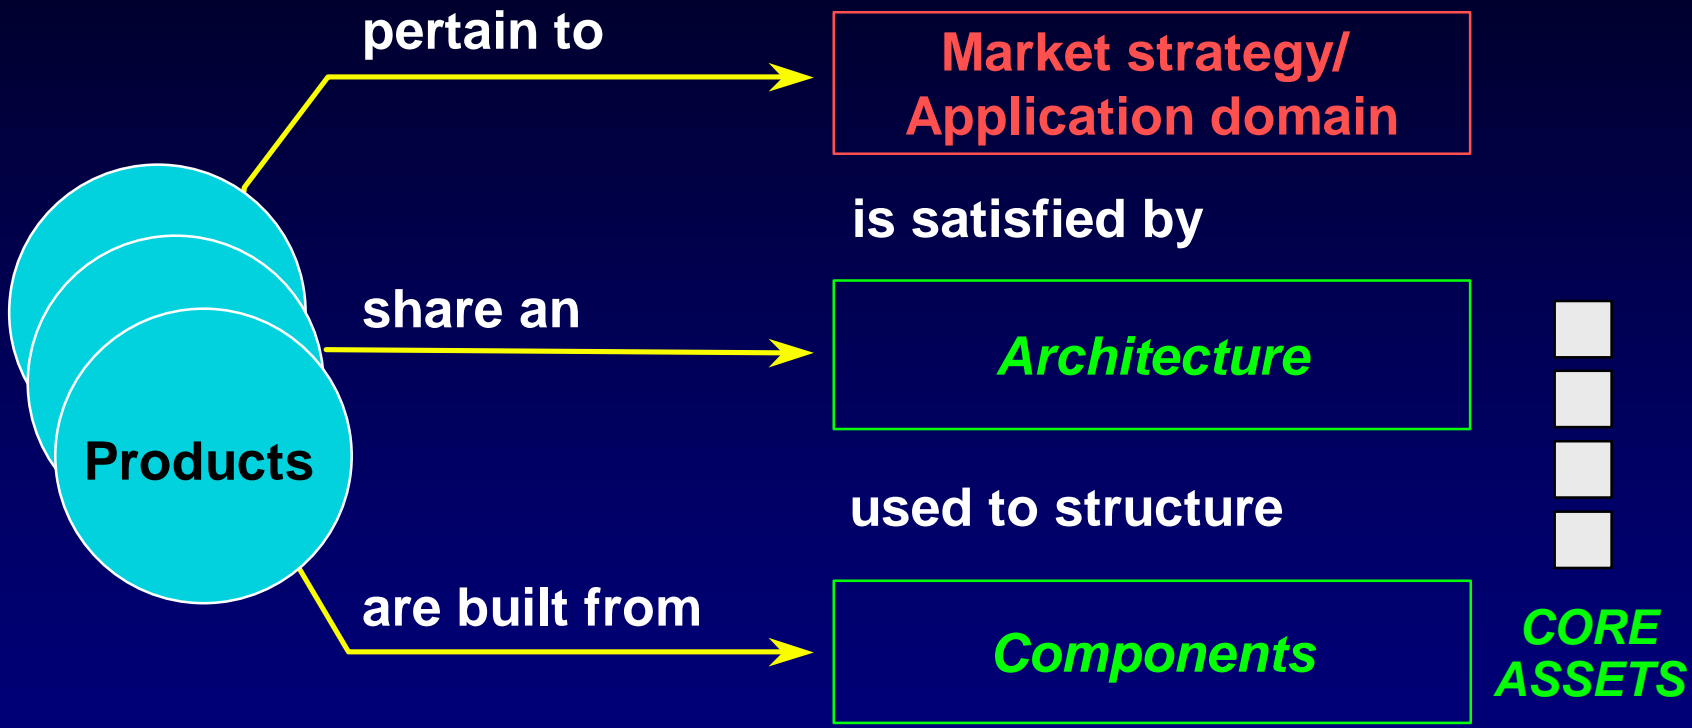 pertain to
Market strategy/
Application domain
is satisfied by
share an
Architecture
Products
used to structure
are built from
Components
CORE
ASSETS